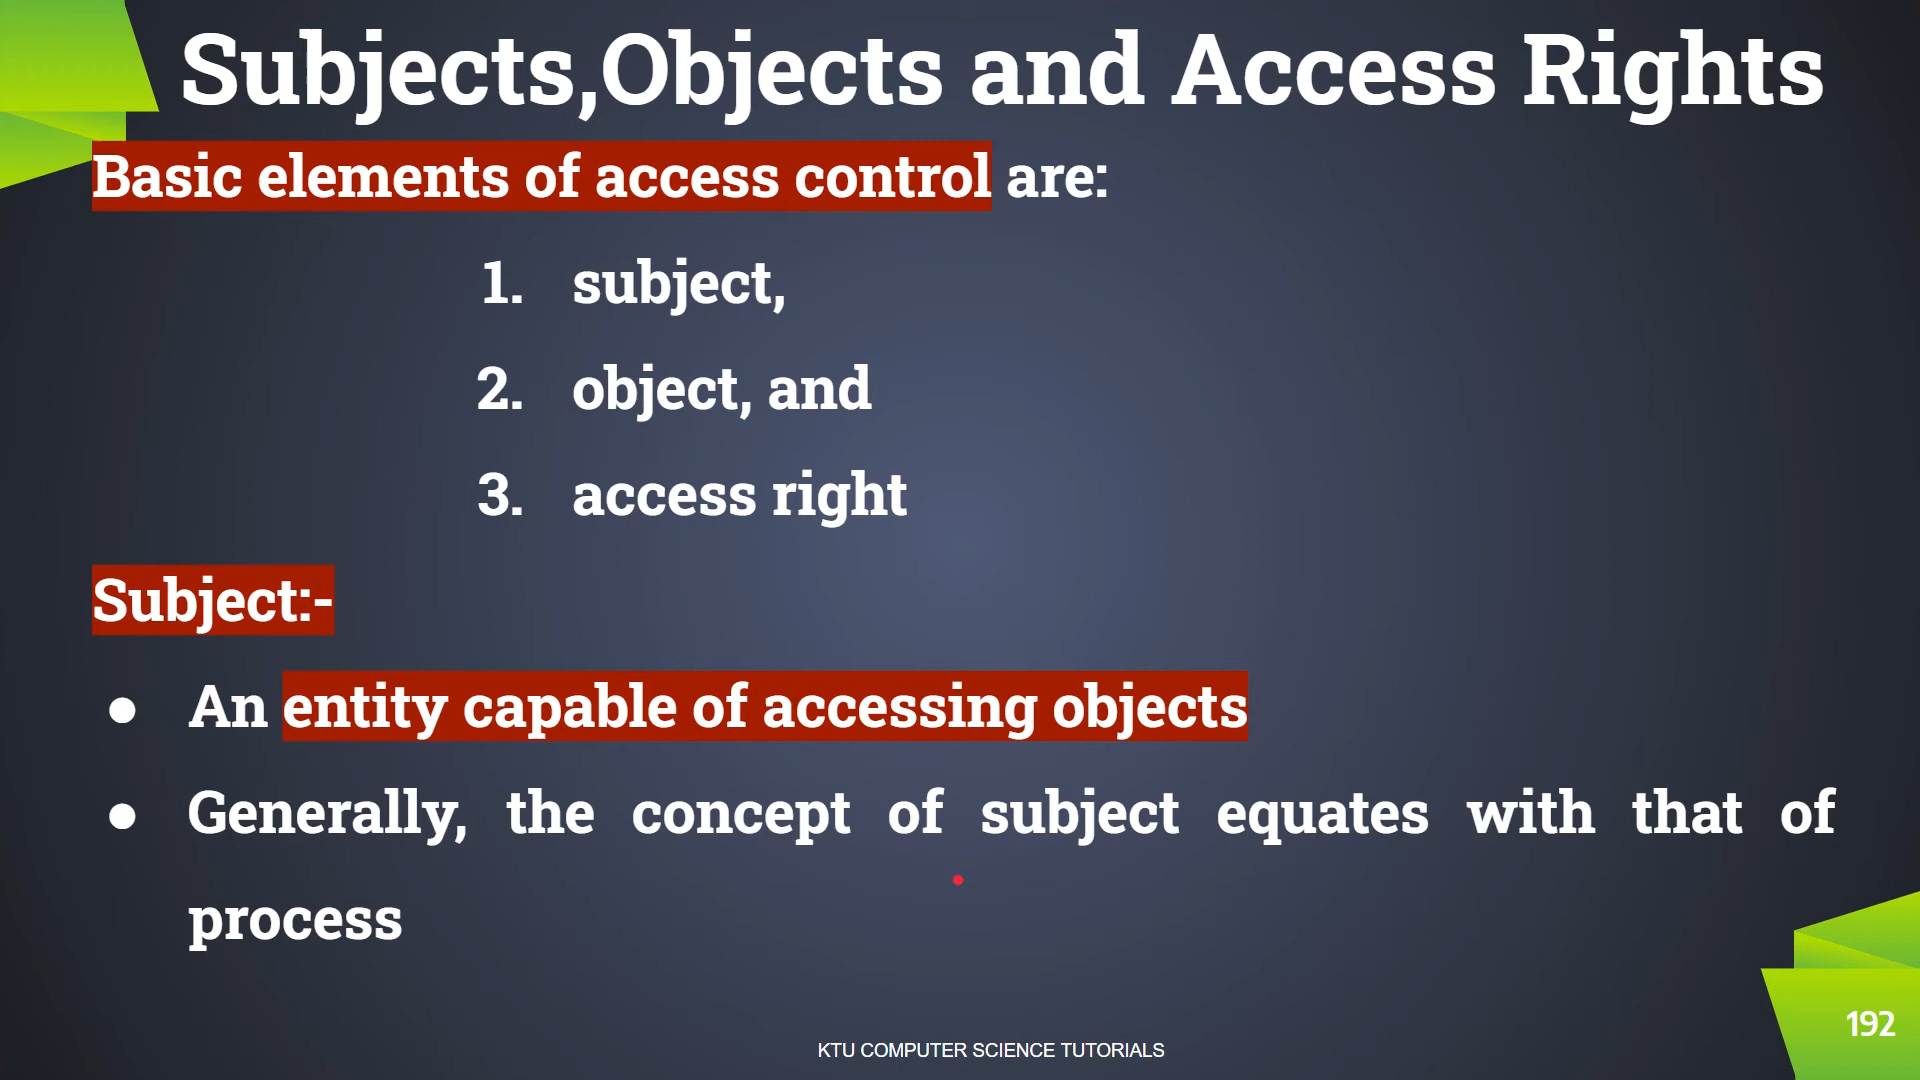 Subjects,Objects and Access Rights
Basic elements of access control are:
1. subject,
2. object, and
3. access right
Subject:-
● An entity capable of accessing objects
● Generally, the concept of subject equates with that of
process
192
KTU COMPUTER SCIENCE TUTORIALS